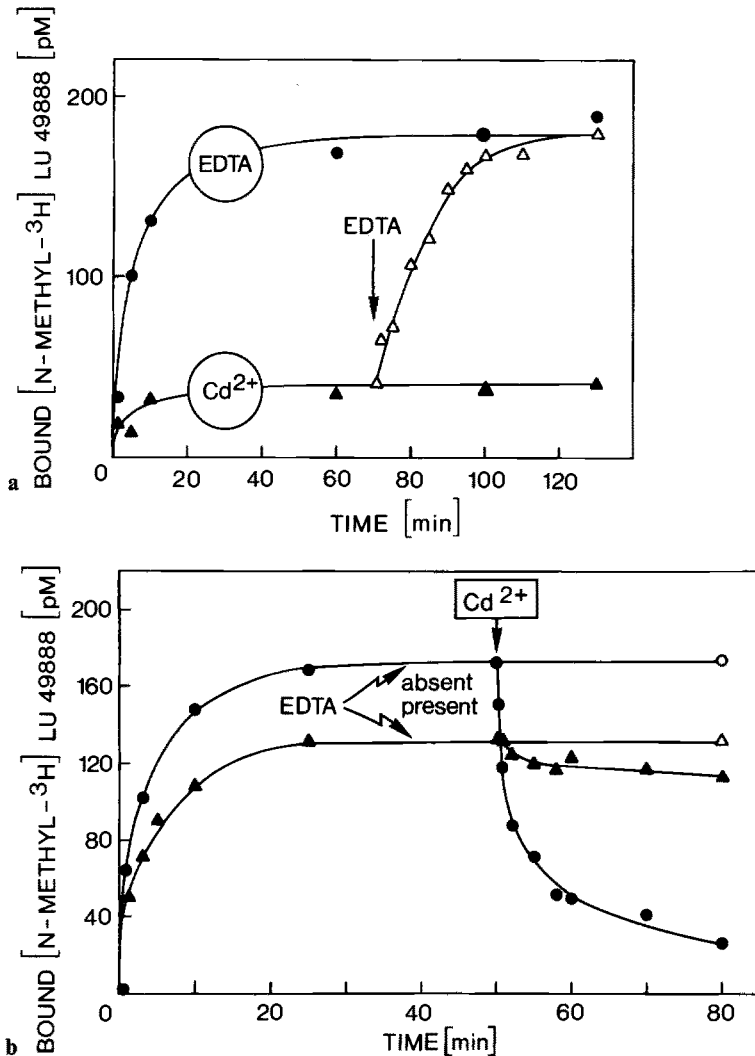 a
BOUND [N-METHYL-³H] LU 49888 [pM]
200
100
0
EDTA
EDTA
Cd²⁺
0 20 40 60 80 100 120
TIME [min]
b
BOUND [N-METHYL-³H] LU 49888 [pM]
200
160
120
80
40
0
Cd²⁺
EDTA
absent
present
0 20 40 60 80
TIME [min]